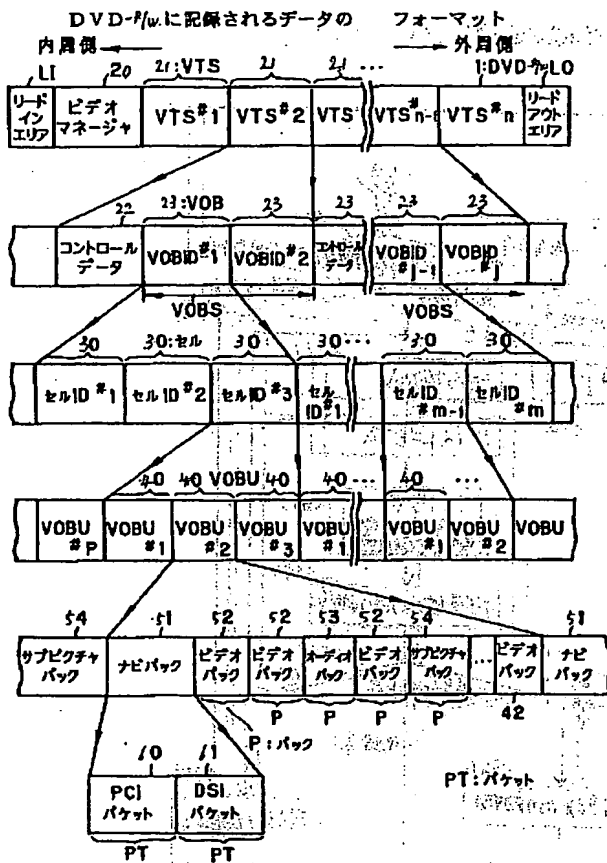 DVD-R/W.に記録されるデータの フォーマット
内周側 外周側
LI 20 21:VTS 21 21 ... 1:DVD-R/W LO
リードインエリア ビデオマネージャ VTS#1 VTS#2 VTS VTS#n-1 VTS#n リードアウトエリア
22 23:VOB 23 23 23 23
コントロールデータ VOBID#1 VOBID#2 コントロールデータ VOBID#j-1 VOBID#j
VOBS VOBS
30 30:セル 30 30 ... 30 30
セルID#1 セルID#2 セルID#3 セルID#1 セルID#m-1 セルID#m
40 40 VOBU 40 40 ... 40 ...
VOBU#P VOBU#1 VOBU#2 VOBU#3 VOBU#1 VOBU#1 VOBU#2 VOBU
54 51 52 52 53 52 54 51
サブピクチャパック ナビパック ビデオパック ビデオパック オーディオパック ビデオパック サブピクチャパック ... ビデオパック ナビパック
P P P P 42
P:パック
60 61
PCIパケット DSIパケット
PT:パケット
PT PT